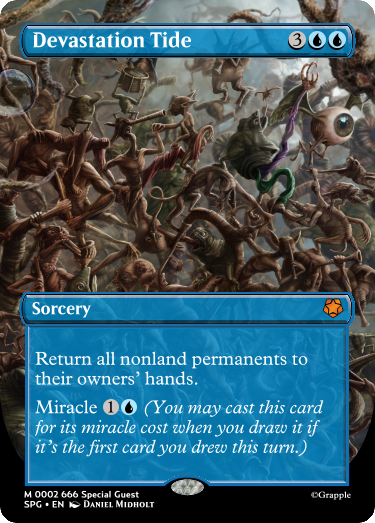 Devastation Tide 3
Sorcery
Return all nonland permanents to
their owners' hands.
Miracle 1 (You may cast this card
for its miracle cost when you draw it if
it's the first card you drew this turn.)
M 0002 666 Special Guest
SPG • EN Daniel Midholt
©Grapple